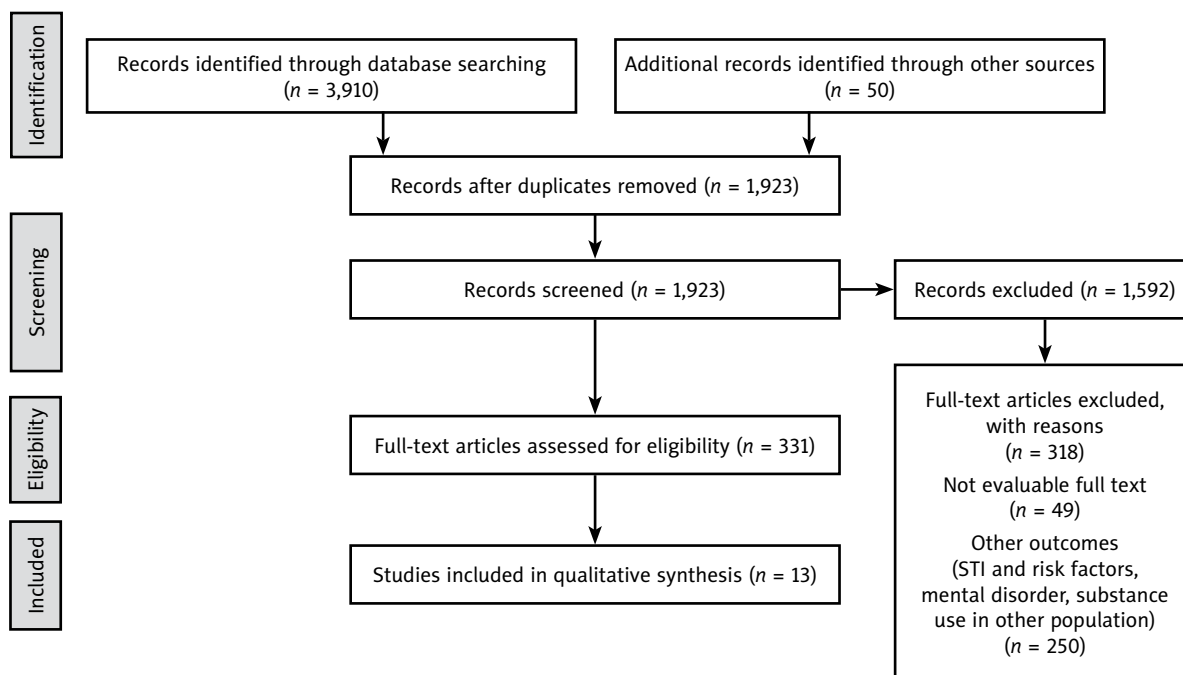 Identification
Records identified through database searching
(n = 3,910)
Additional records identified through other sources
(n = 50)
Records after duplicates removed (n = 1,923)
Screening
Records screened (n = 1,923)
Records excluded (n = 1,592)
Eligibility
Full-text articles assessed for eligibility (n = 331)
Full-text articles excluded,
with reasons
(n = 318)
Not evaluable full text
(n = 49)
Other outcomes
(STI and risk factors,
mental disorder, substance
use in other population)
(n = 250)
Included
Studies included in qualitative synthesis (n = 13)